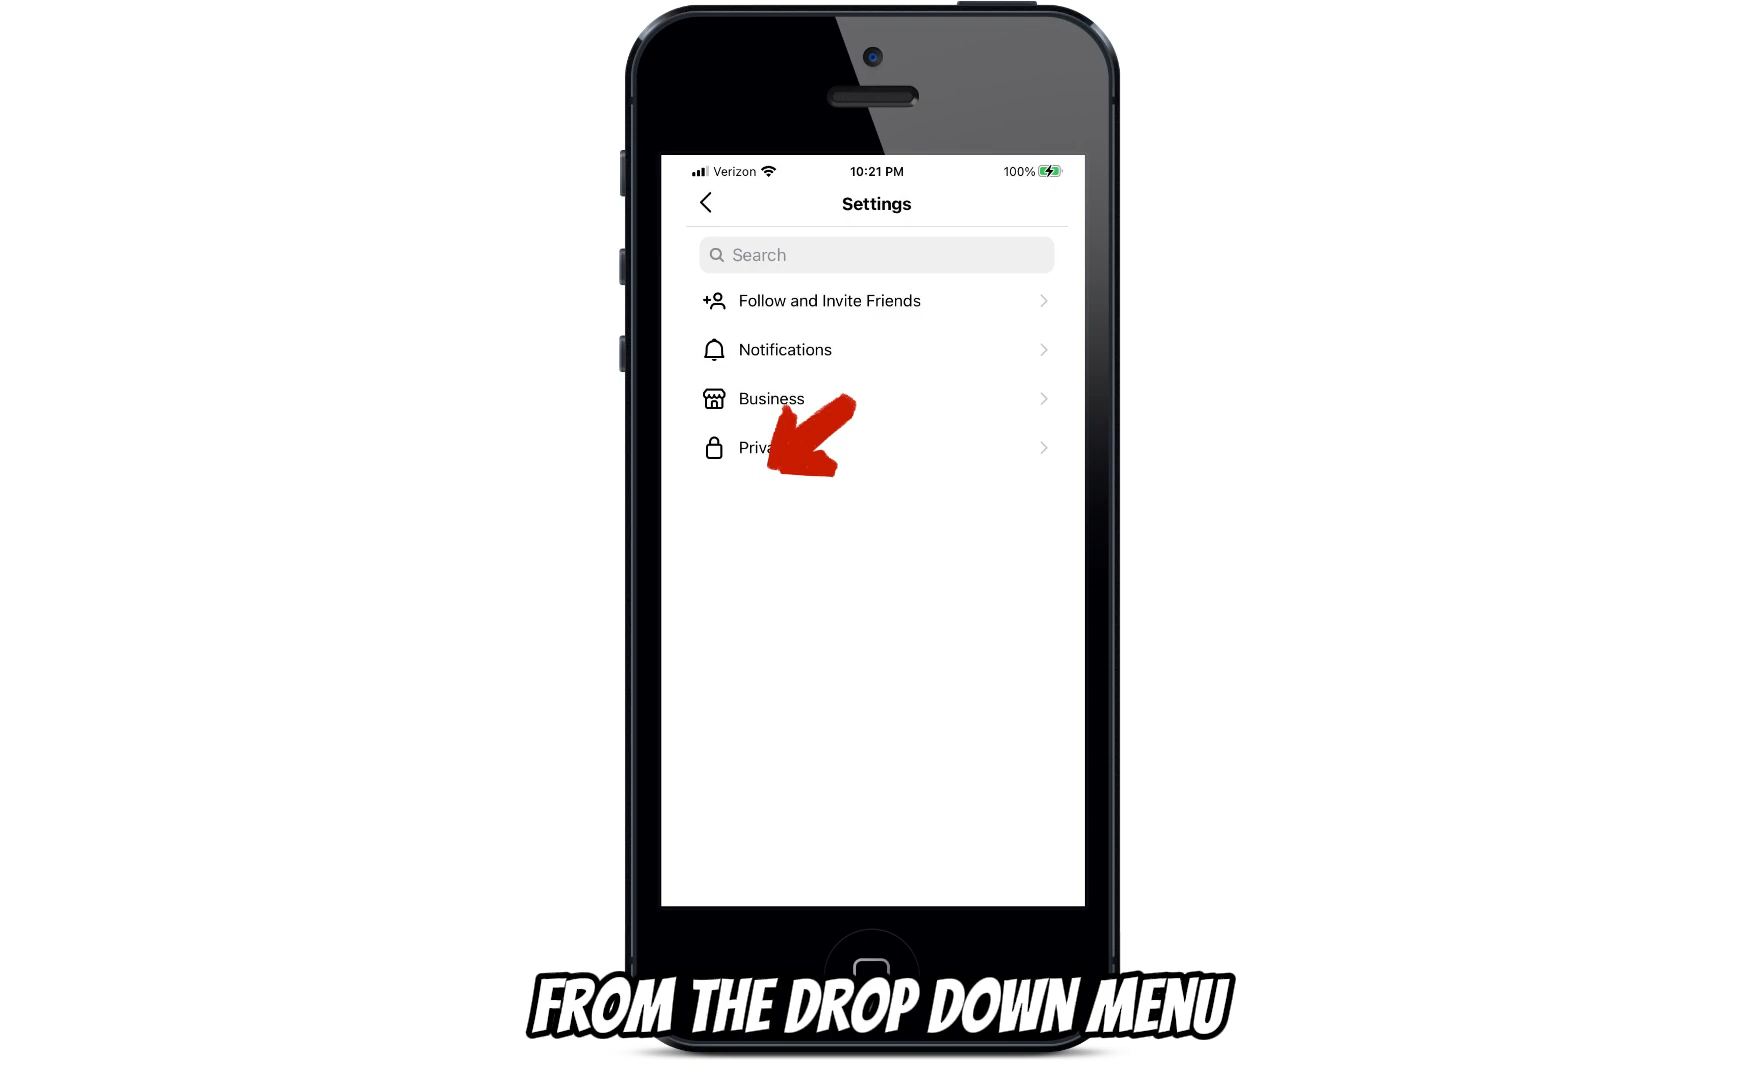 Verizon 10:21 PM 100%
Settings
Search
Follow and Invite Friends
Notifications
Business
FROM THE DROP DOWN MENU